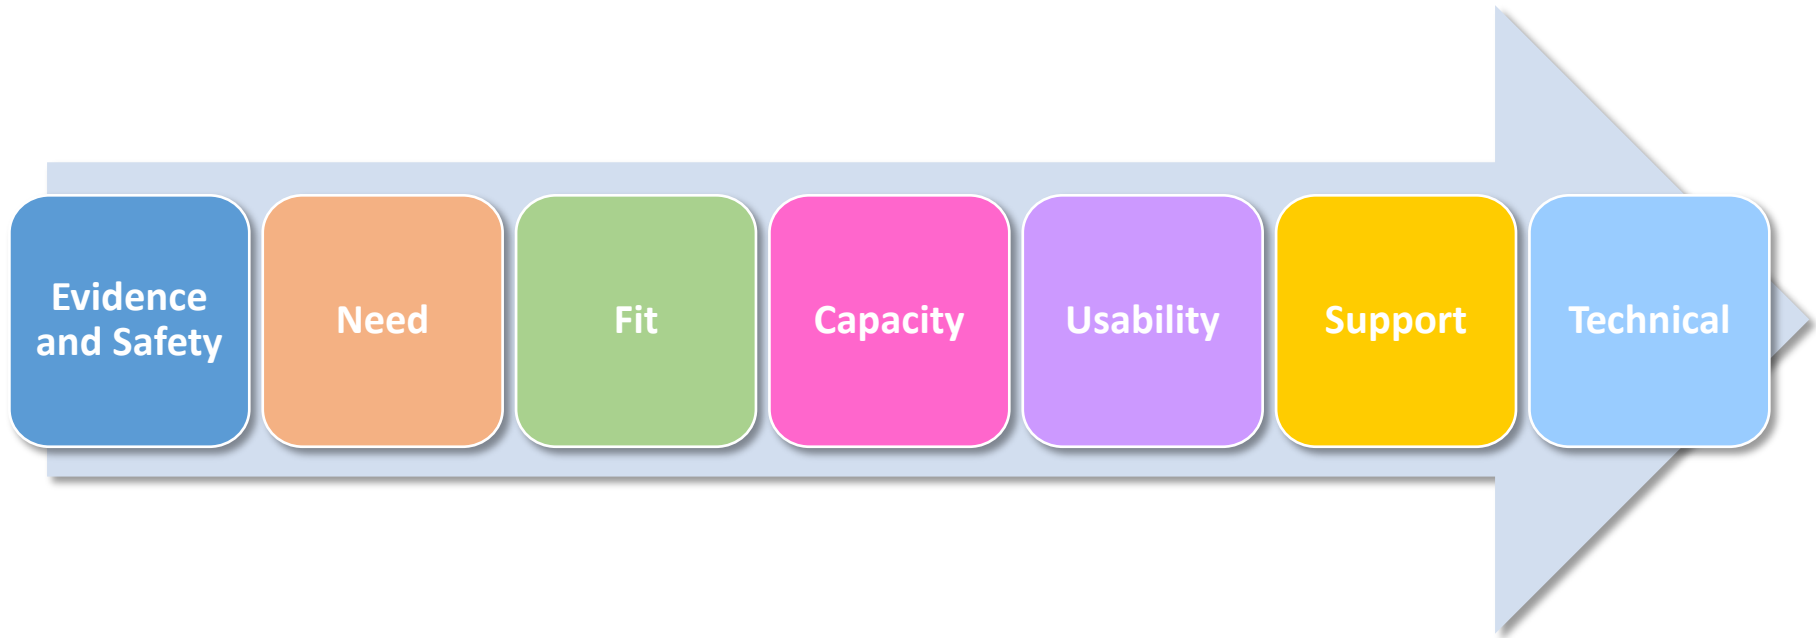 Evidence
and Safety
Need
Fit
Capacity
Usability
Support
Technical